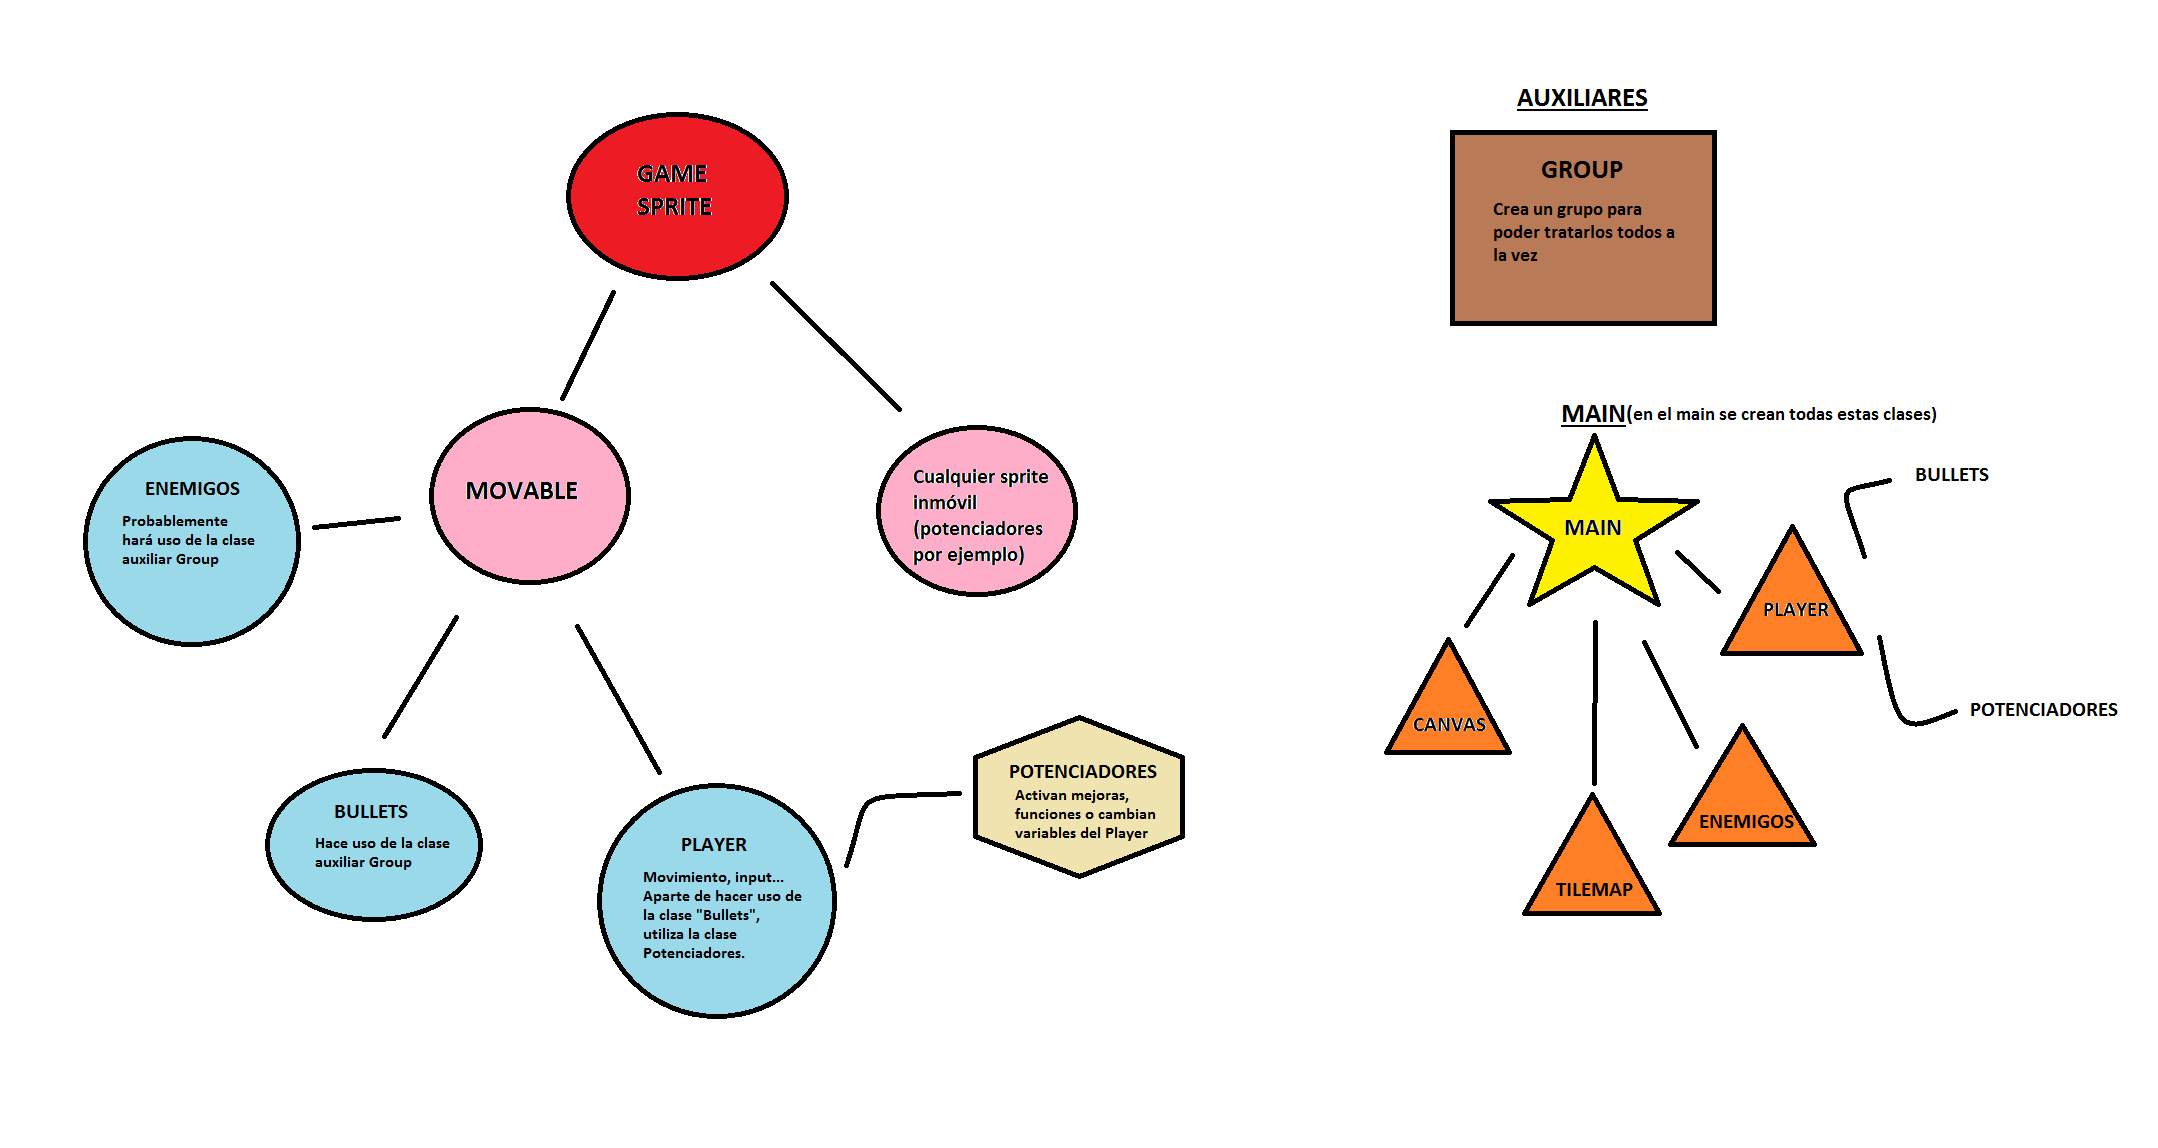 GAME
SPRITE
MOVABLE
Cualquier sprite
inmóvil
(potenciadores
por ejemplo)
ENEMIGOS
Probablemente
hará uso de la clase
auxiliar Group
BULLETS
Hace uso de la clase
auxiliar Group
PLAYER
Movimiento, input...
Aparte de hacer uso de
la clase "Bullets",
utiliza la clase
Potenciadores.
POTENCIADORES
Activan mejoras,
funciones o cambian
variables del Player
AUXILIARES
GROUP
Crea un grupo para
poder tratarlos todos a
la vez
MAIN(en el main se crean todas estas clases)
MAIN
BULLETS
PLAYER
POTENCIADORES
CANVAS
ENEMIGOS
TILEMAP